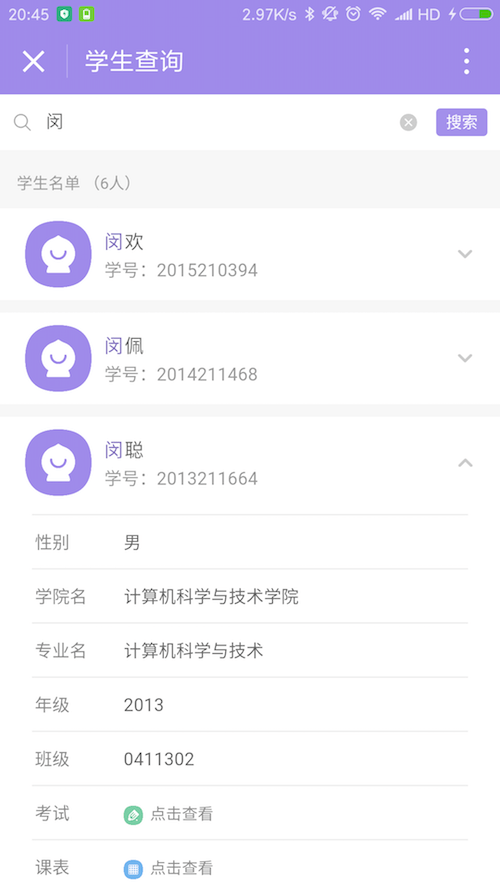 20:45 2.97K/s HD
学生查询
闵 搜索
学生名单 （6人）
闵欢
学号：2015210394
闵佩
学号：2014211468
闵聪
学号：2013211664
性别 男
学院名 计算机科学与技术学院
专业名 计算机科学与技术
年级 2013
班级 0411302
考试 点击查看
课表 点击查看